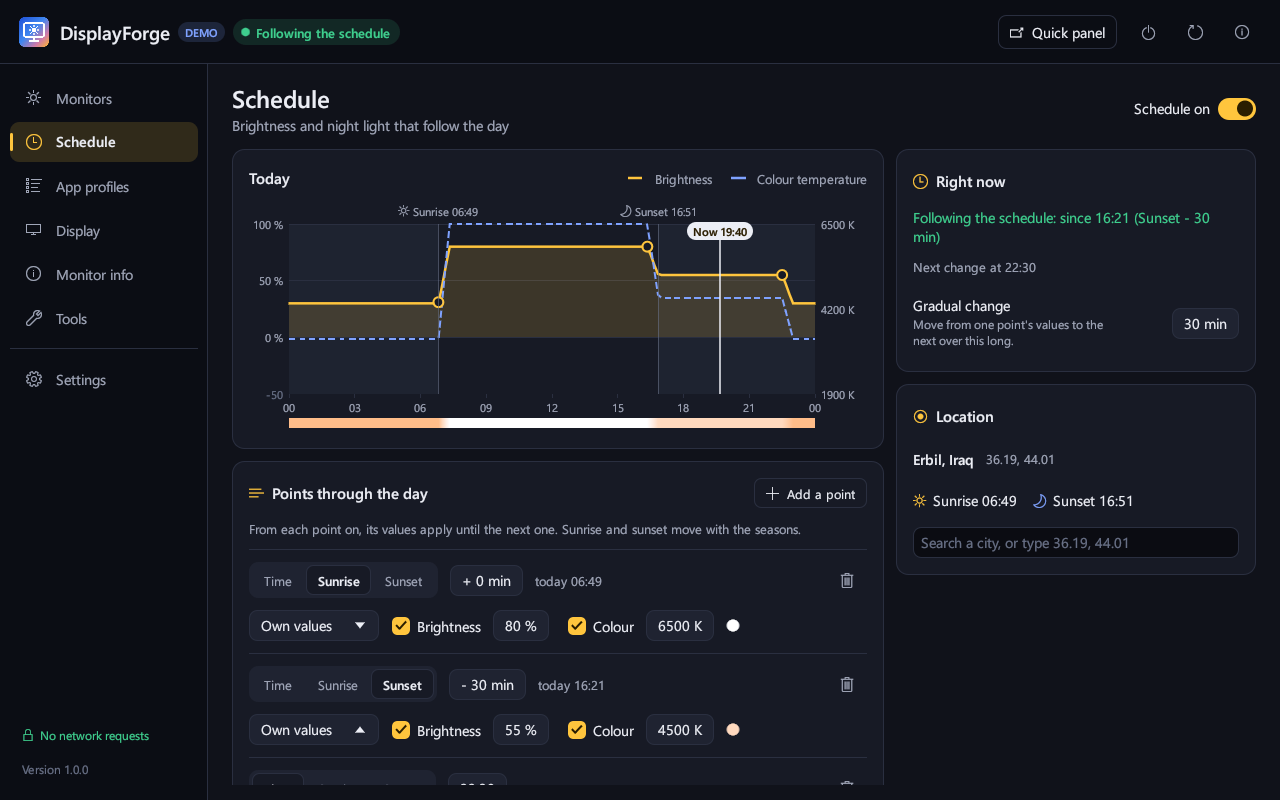 DisplayForge DEMO Following the schedule Quick panel
Monitors
Schedule
App profiles
Display
Monitor info
Tools
Settings
No network requests
Version 1.0.0
Schedule
Brightness and night light that follow the day
Schedule on
Today Brightness Colour temperature
Sunrise 06:49 Sunset 16:51
Now 19:40
100 % 6500 K
50 %
4200 K
0 %
-50 1900 K
00 03 06 09 12 15 18 21 00
Points through the day Add a point
From each point on, its values apply until the next one. Sunrise and sunset move with the seasons.
Time Sunrise Sunset + 0 min today 06:49
Own values Brightness 80 % Colour 6500 K
Time Sunrise Sunset - 30 min today 16:21
Own values Brightness 55 % Colour 4500 K
Right now
Following the schedule: since 16:21 (Sunset - 30
min)
Next change at 22:30
Gradual change
Move from one point's values to the
next over this long.
30 min
Location
Erbil, Iraq 36.19, 44.01
Sunrise 06:49 Sunset 16:51
Search a city, or type 36.19, 44.01